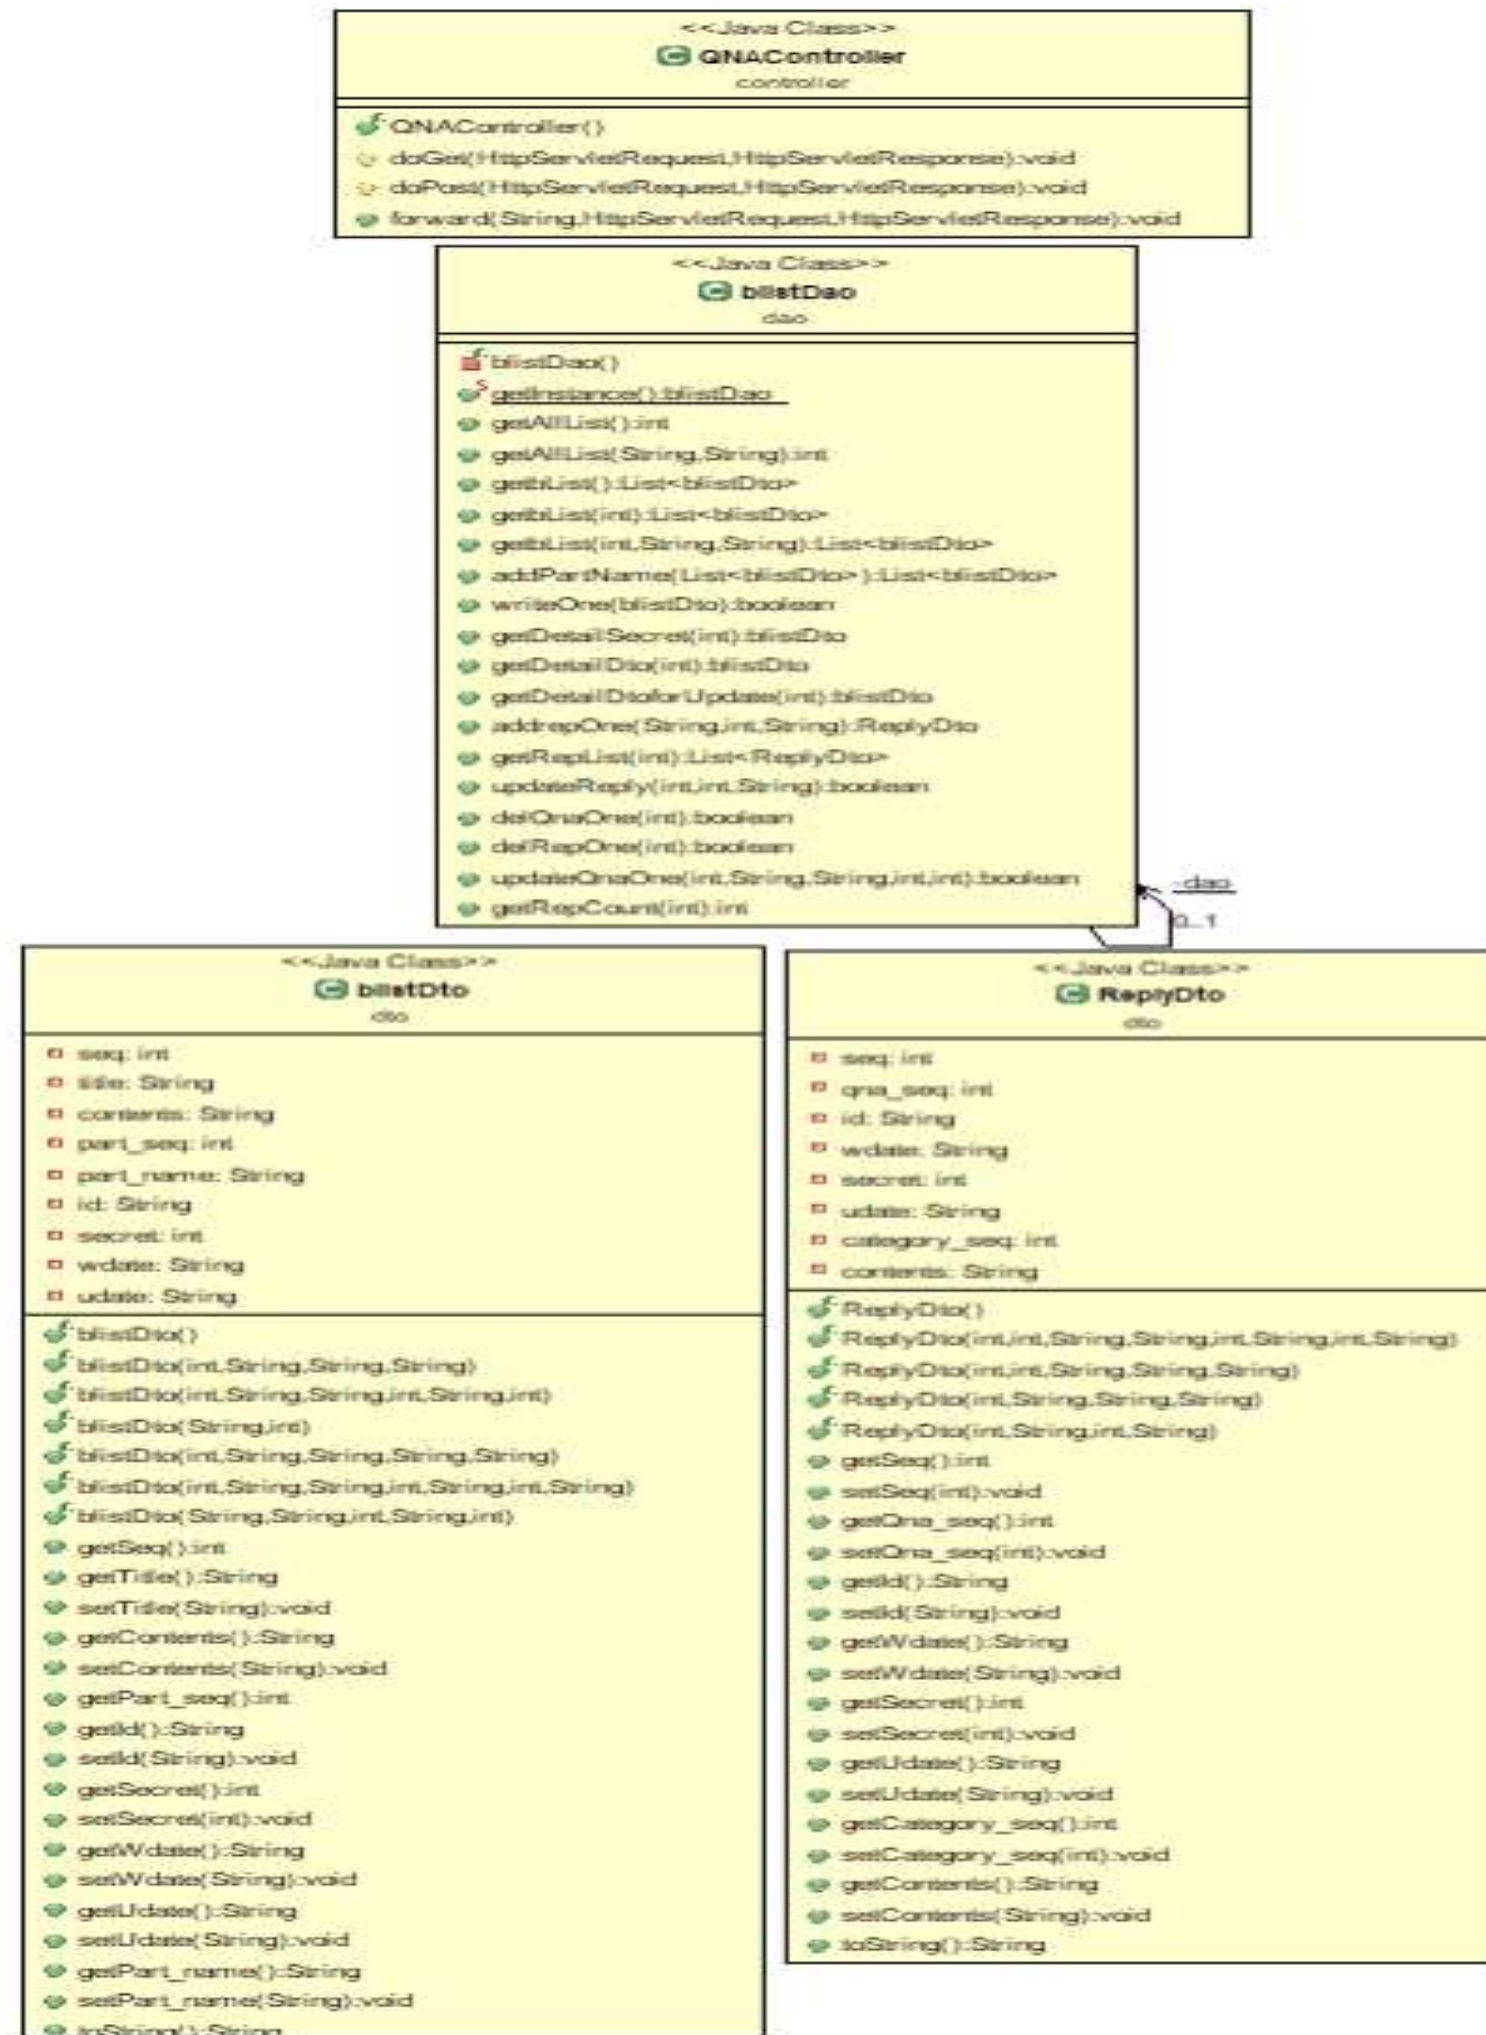 <<Java Class>>
QNAController
controller
QNAController()
doGet(HttpServletRequest,HttpServletResponse):void
doPost(HttpServletRequest,HttpServletResponse):void
forward(String,HttpServletRequest,HttpServletResponse):void
<<Java Class>>
blistDao
dao
blistDao()
getInstance():blistDao
getAllList():int
getAllList(String,String):int
getbList():List<blistDto>
getbList(int):List<blistDto>
getbList(int,String,String):List<blistDto>
addPartName(List<blistDto>):List<blistDto>
writeOne(blistDto):boolean
getDetailSecret(int):blistDto
getDetailDto(int):blistDto
getDetailDtoforUpdate(int):blistDto
addrepOne(String,int,String):ReplyDto
getRepList(int):List<ReplyDto>
updateReply(int,int,String):boolean
delQnaOne(int):boolean
delRepOne(int):boolean
updateQnaOne(int,String,String,int,int):boolean
getRepCount(int):int
-dao
0..1
<<Java Class>>
blistDto
dto
seq: int
title: String
contents: String
part_seq: int
part_name: String
id: String
secret: int
wdate: String
udate: String
blistDto()
blistDto(int,String,String,String)
blistDto(int,String,String,int,String,int)
blistDto(String,int)
blistDto(int,String,String,String,String)
blistDto(int,String,String,int,String,int,String)
blistDto(String,String,int,String,int)
getSeq():int
getTitle():String
setTitle(String):void
getContents():String
setContents(String):void
getPart_seq():int
getId():String
setId(String):void
getSecret():int
setSecret(int):void
getWdate():String
setWdate(String):void
getUdate():String
setUdate(String):void
getPart_name():String
setPart_name(String):void
toString():String
<<Java Class>>
ReplyDto
dto
seq: int
qna_seq: int
id: String
wdate: String
secret: int
udate: String
category_seq: int
contents: String
ReplyDto()
ReplyDto(int,int,String,String,int,String,int,String)
ReplyDto(int,int,String,String,String)
ReplyDto(int,String,String,String)
ReplyDto(int,String,int,String)
getSeq():int
setSeq(int):void
getQna_seq():int
setQna_seq(int):void
getId():String
setId(String):void
getWdate():String
setWdate(String):void
getSecret():int
setSecret(int):void
getUdate():String
setUdate(String):void
getCategory_seq():int
setCategory_seq(int):void
getContents():String
setContents(String):void
toString():String